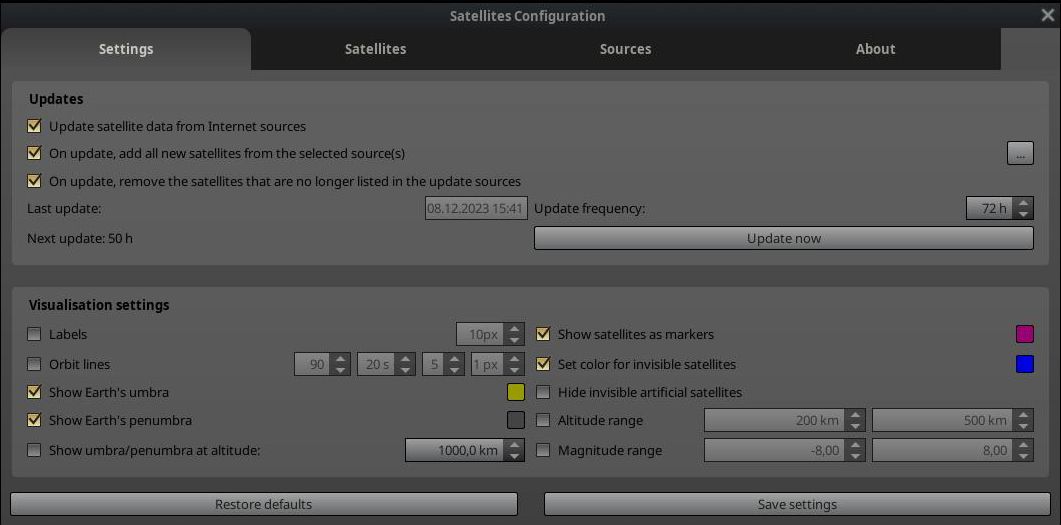 Satellites Configuration
Settings Satellites Sources About
Updates
Update satellite data from Internet sources
On update, add all new satellites from the selected source(s) ...
On update, remove the satellites that are no longer listed in the update sources
Last update: 08.12.2023 15:41 Update frequency: 72 h
Next update: 50 h Update now
Visualisation settings
Labels 10px Show satellites as markers
Orbit lines 90 20 s 5 1 px Set color for invisible satellites
Show Earth's umbra Hide invisible artificial satellites
Show Earth's penumbra Altitude range 200 km 500 km
Show umbra/penumbra at altitude: 1000,0 km Magnitude range -8,00 8,00
Restore defaults Save settings